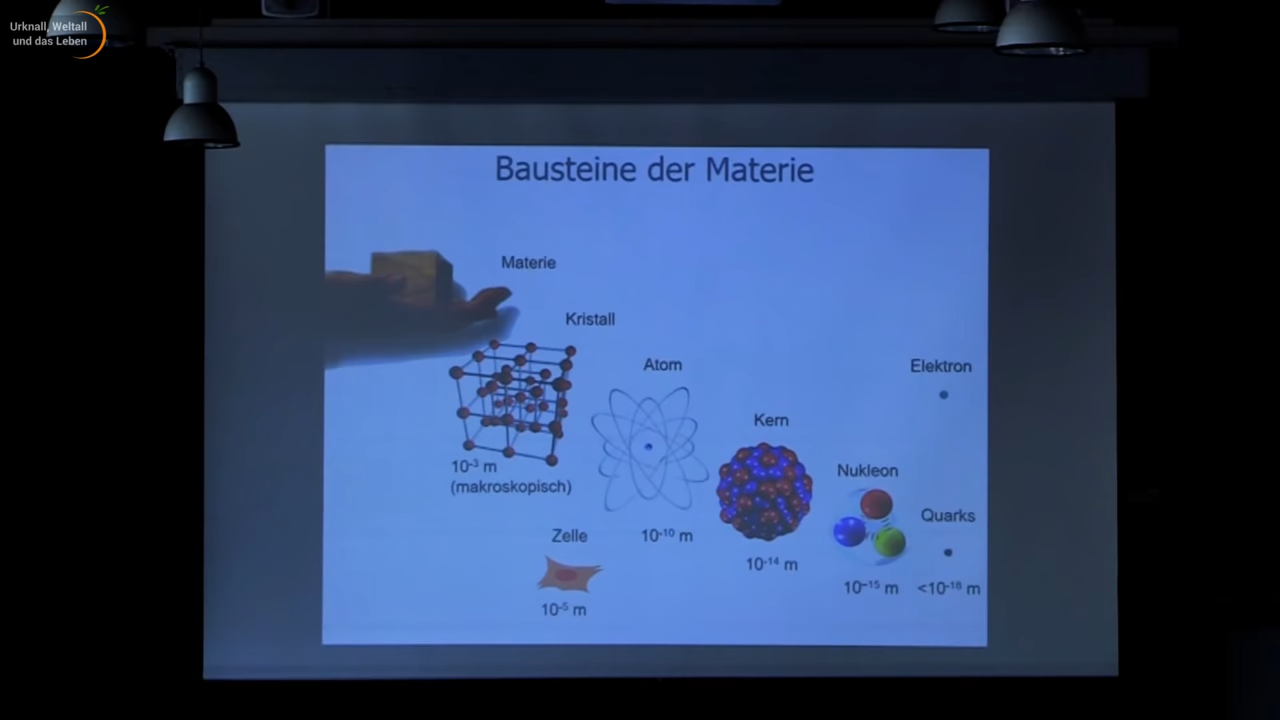 Urknall, Weltall
und das Leben
Bausteine der Materie
Materie
Kristall
Atom
Elektron
Kern
10⁻³ m
(makroskopisch)
Nukleon
Quarks
Zelle
10⁻¹⁰ m
10⁻¹⁴ m
10⁻¹⁵ m
<10⁻¹⁸ m
10⁻⁵ m